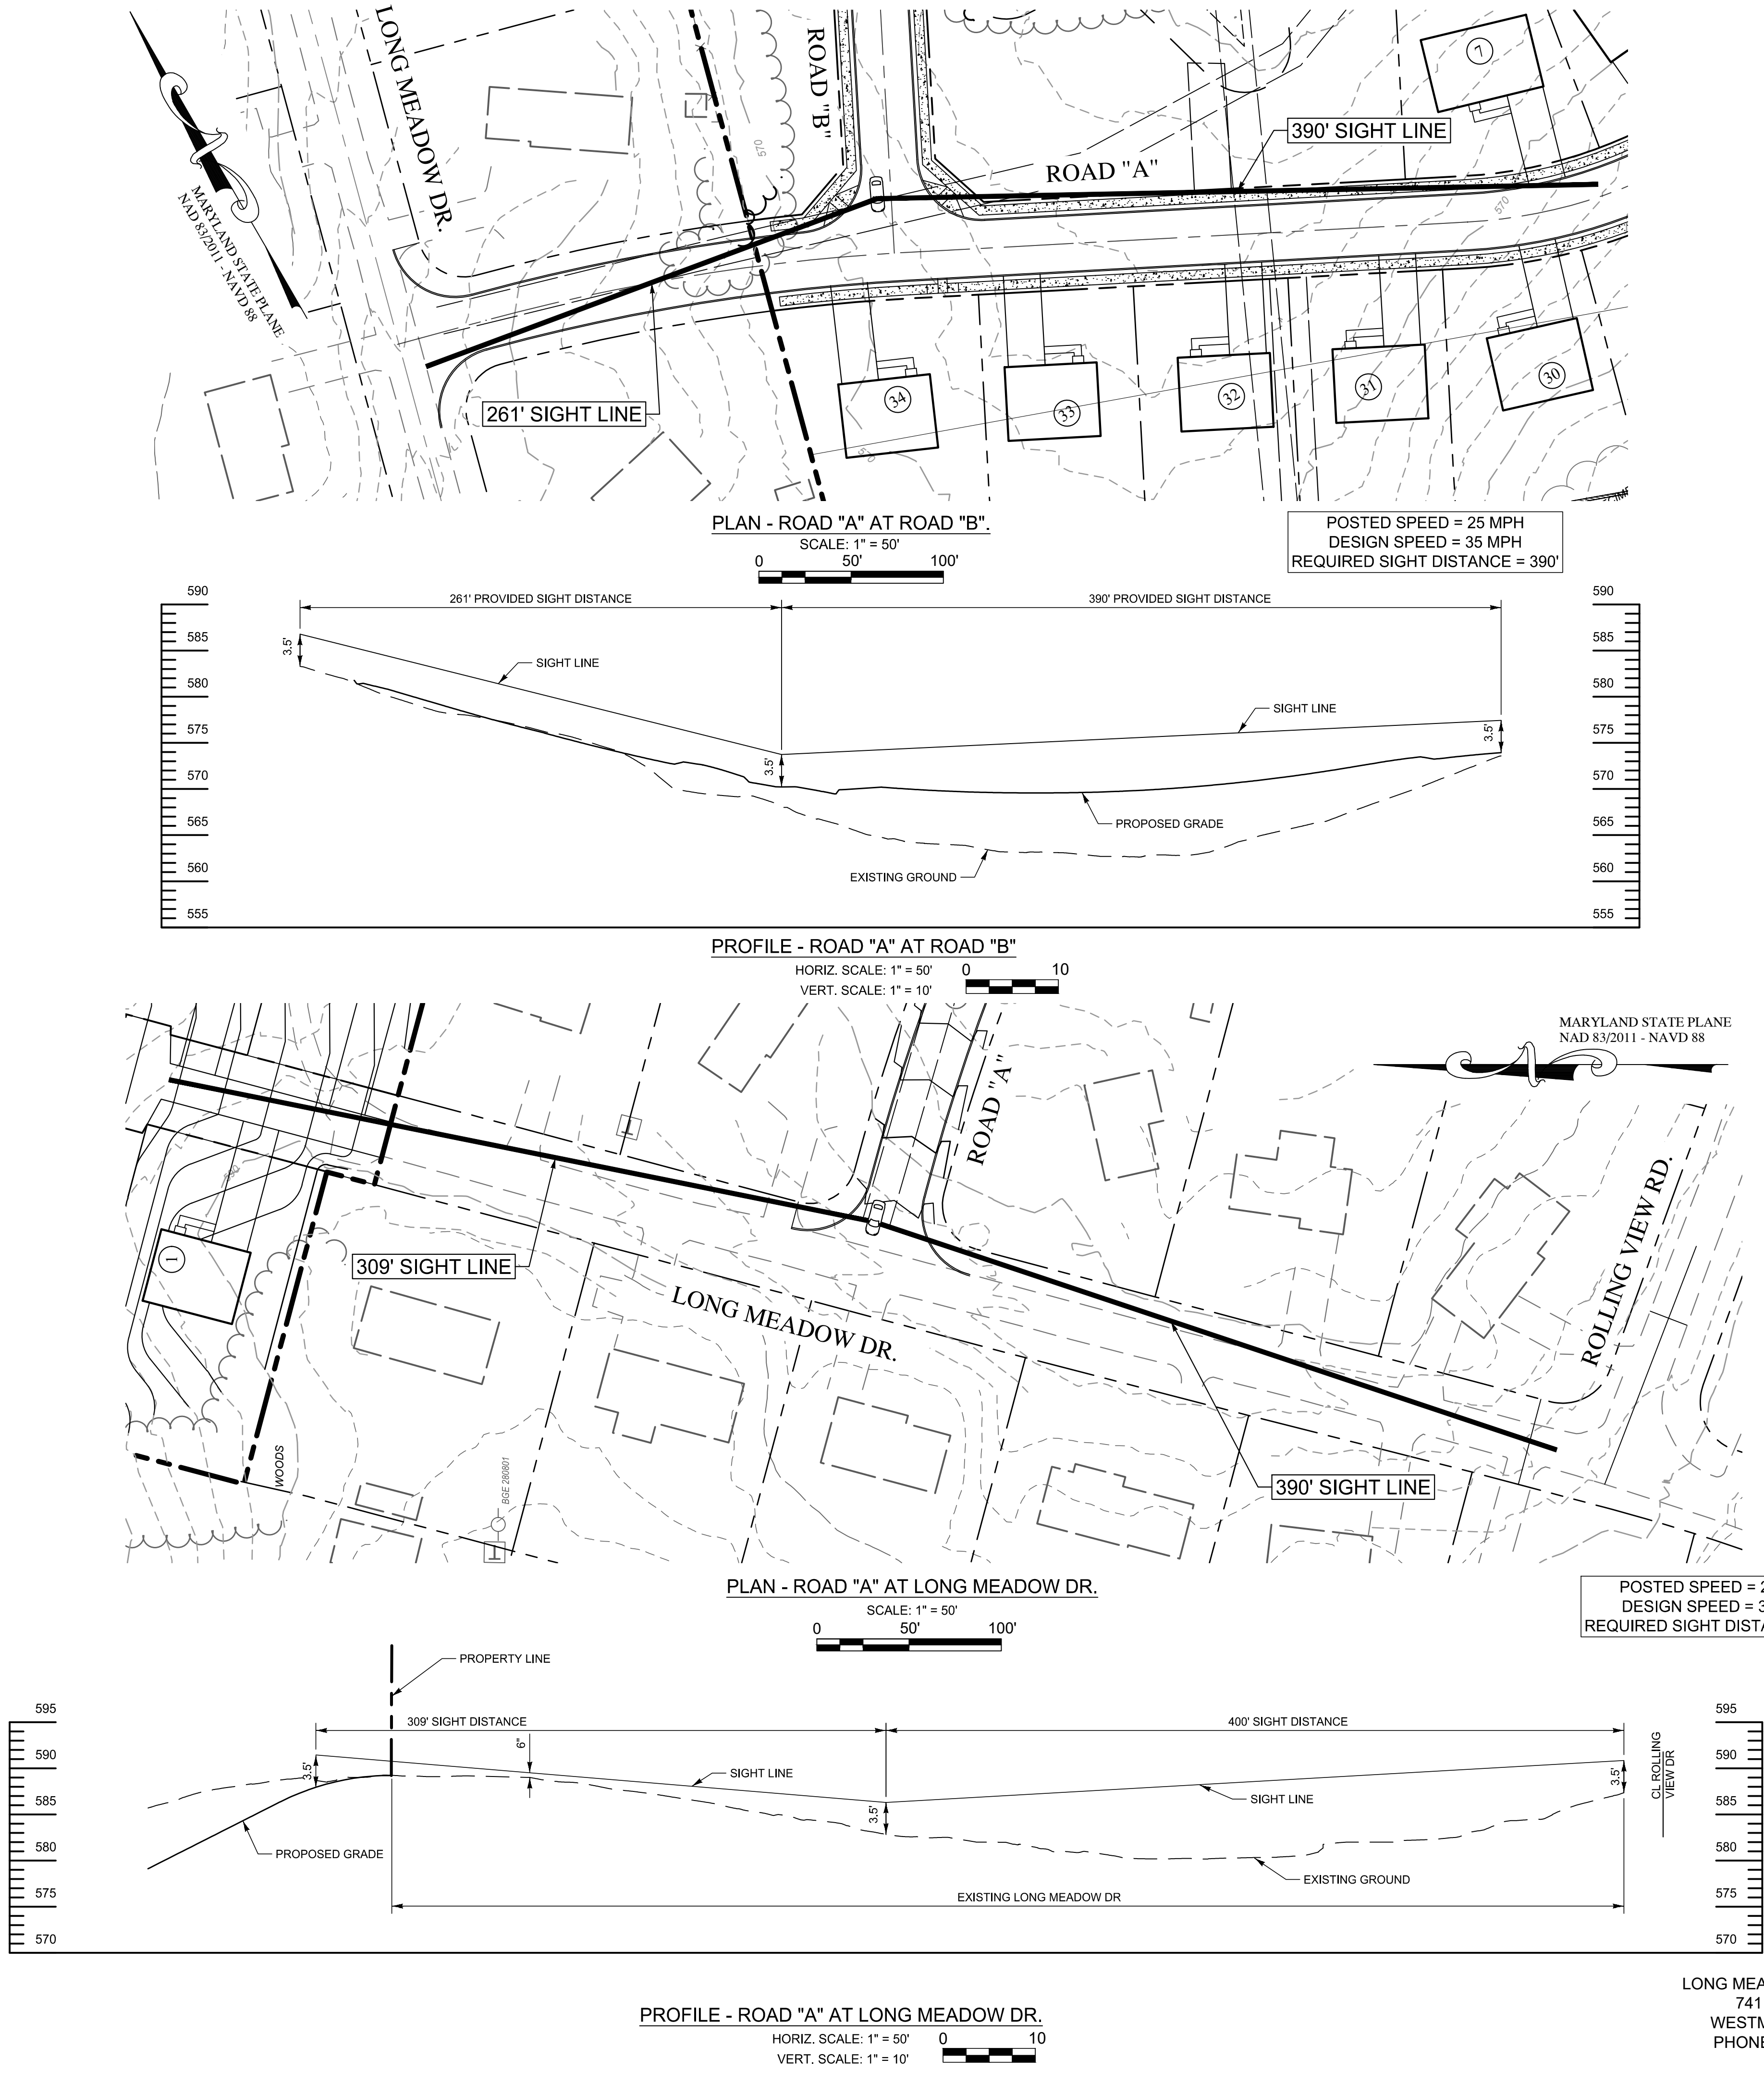 LONG MEADOW DR.
ROAD "B"
7
390' SIGHT LINE
ROAD "A"
570
570
MARYLAND STATE PLANE
NAD 83/2011 - NAVD 88
261' SIGHT LINE
34
33
32
31
30
570
PLAN - ROAD "A" AT ROAD "B".
SCALE: 1" = 50'
0 50' 100'
POSTED SPEED = 25 MPH
DESIGN SPEED = 35 MPH
REQUIRED SIGHT DISTANCE = 390'
590
585
580
575
570
565
560
555
261' PROVIDED SIGHT DISTANCE
390' PROVIDED SIGHT DISTANCE
3.5'
SIGHT LINE
3.5'
SIGHT LINE
3.5'
PROPOSED GRADE
EXISTING GROUND
590
585
580
575
570
565
560
555
PROFILE - ROAD "A" AT ROAD "B"
HORIZ. SCALE: 1" = 50'
VERT. SCALE: 1" = 10'
0 10
MARYLAND STATE PLANE
NAD 83/2011 - NAVD 88
ROAD "A"
590
1
309' SIGHT LINE
LONG MEADOW DR.
ROLLING VIEW RD.
WOODS
BGE 280801
390' SIGHT LINE
PLAN - ROAD "A" AT LONG MEADOW DR.
SCALE: 1" = 50'
0 50' 100'
POSTED SPEED = 2
DESIGN SPEED = 3
REQUIRED SIGHT DISTA
PROPERTY LINE
595
590
585
580
575
570
309' SIGHT DISTANCE
400' SIGHT DISTANCE
6"
3.5'
SIGHT LINE
3.5'
SIGHT LINE
3.5'
CL ROLLING
VIEW DR
PROPOSED GRADE
EXISTING GROUND
EXISTING LONG MEADOW DR
595
590
585
580
575
570
PROFILE - ROAD "A" AT LONG MEADOW DR.
HORIZ. SCALE: 1" = 50'
VERT. SCALE: 1" = 10'
0 10
LONG MEA
741
WESTM
PHONE